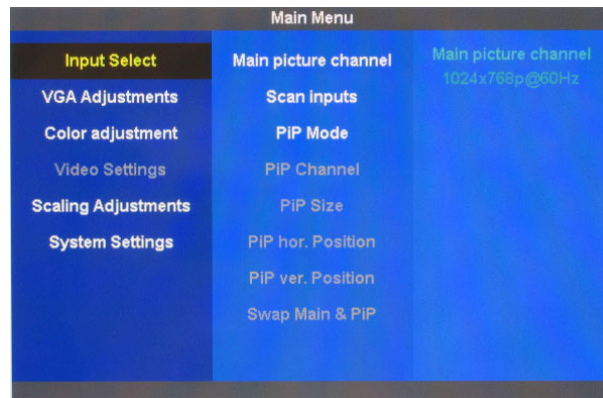 Main Menu
Input Select
VGA Adjustments
Color adjustment
Video Settings
Scaling Adjustments
System Settings
Main picture channel
Scan inputs
PiP Mode
PiP Channel
PiP Size
PiP hor. Position
PiP ver. Position
Swap Main & PiP
Main picture channel
1024x768p@60Hz